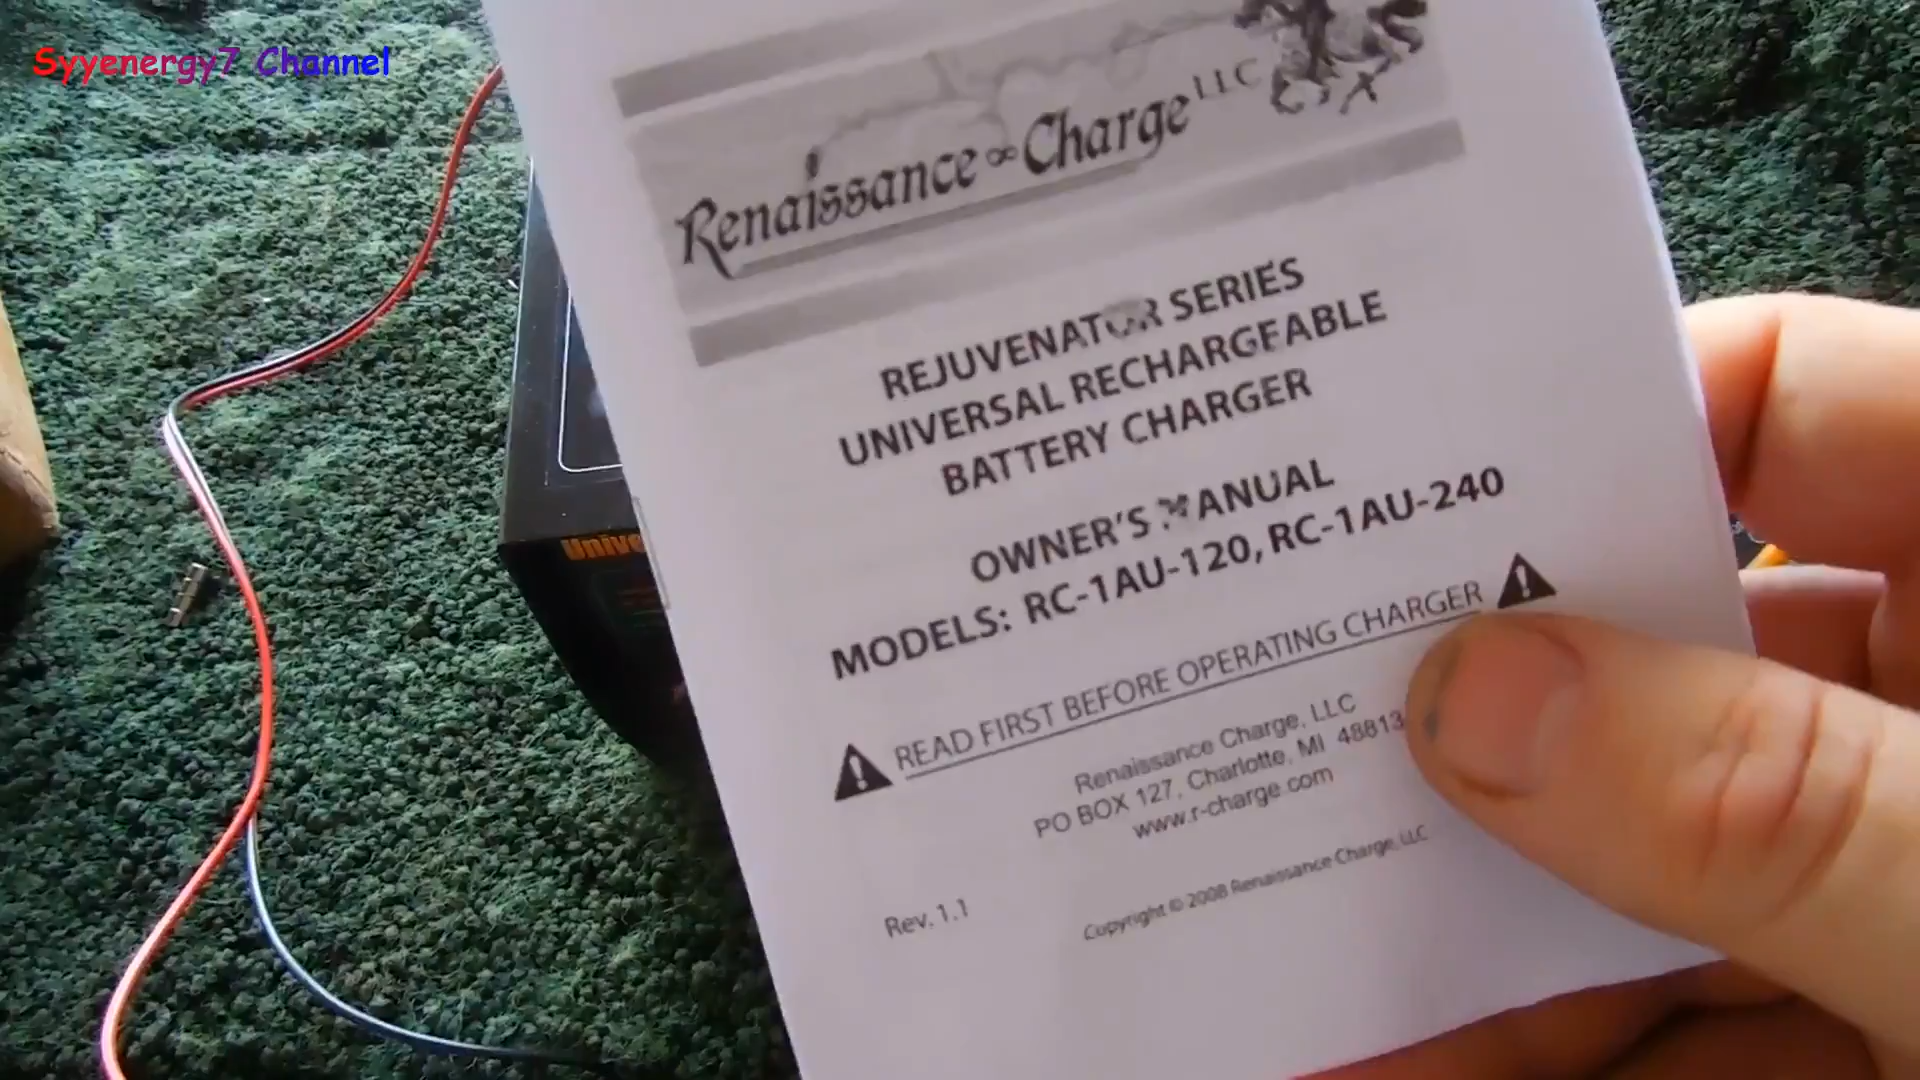 Syyenergy7 Channel
Renaissance ∞ Charge LLC
REJUVENATOR SERIES
UNIVERSAL RECHARGEABLE
BATTERY CHARGER
OWNER'S MANUAL
MODELS: RC-1AU-120, RC-1AU-240
READ FIRST BEFORE OPERATING CHARGER
Renaissance Charge, LLC
PO BOX 127, Charlotte, MI 48813
www.r-charge.com
Rev. 1.1
Copyright © 2008 Renaissance Charge, LLC